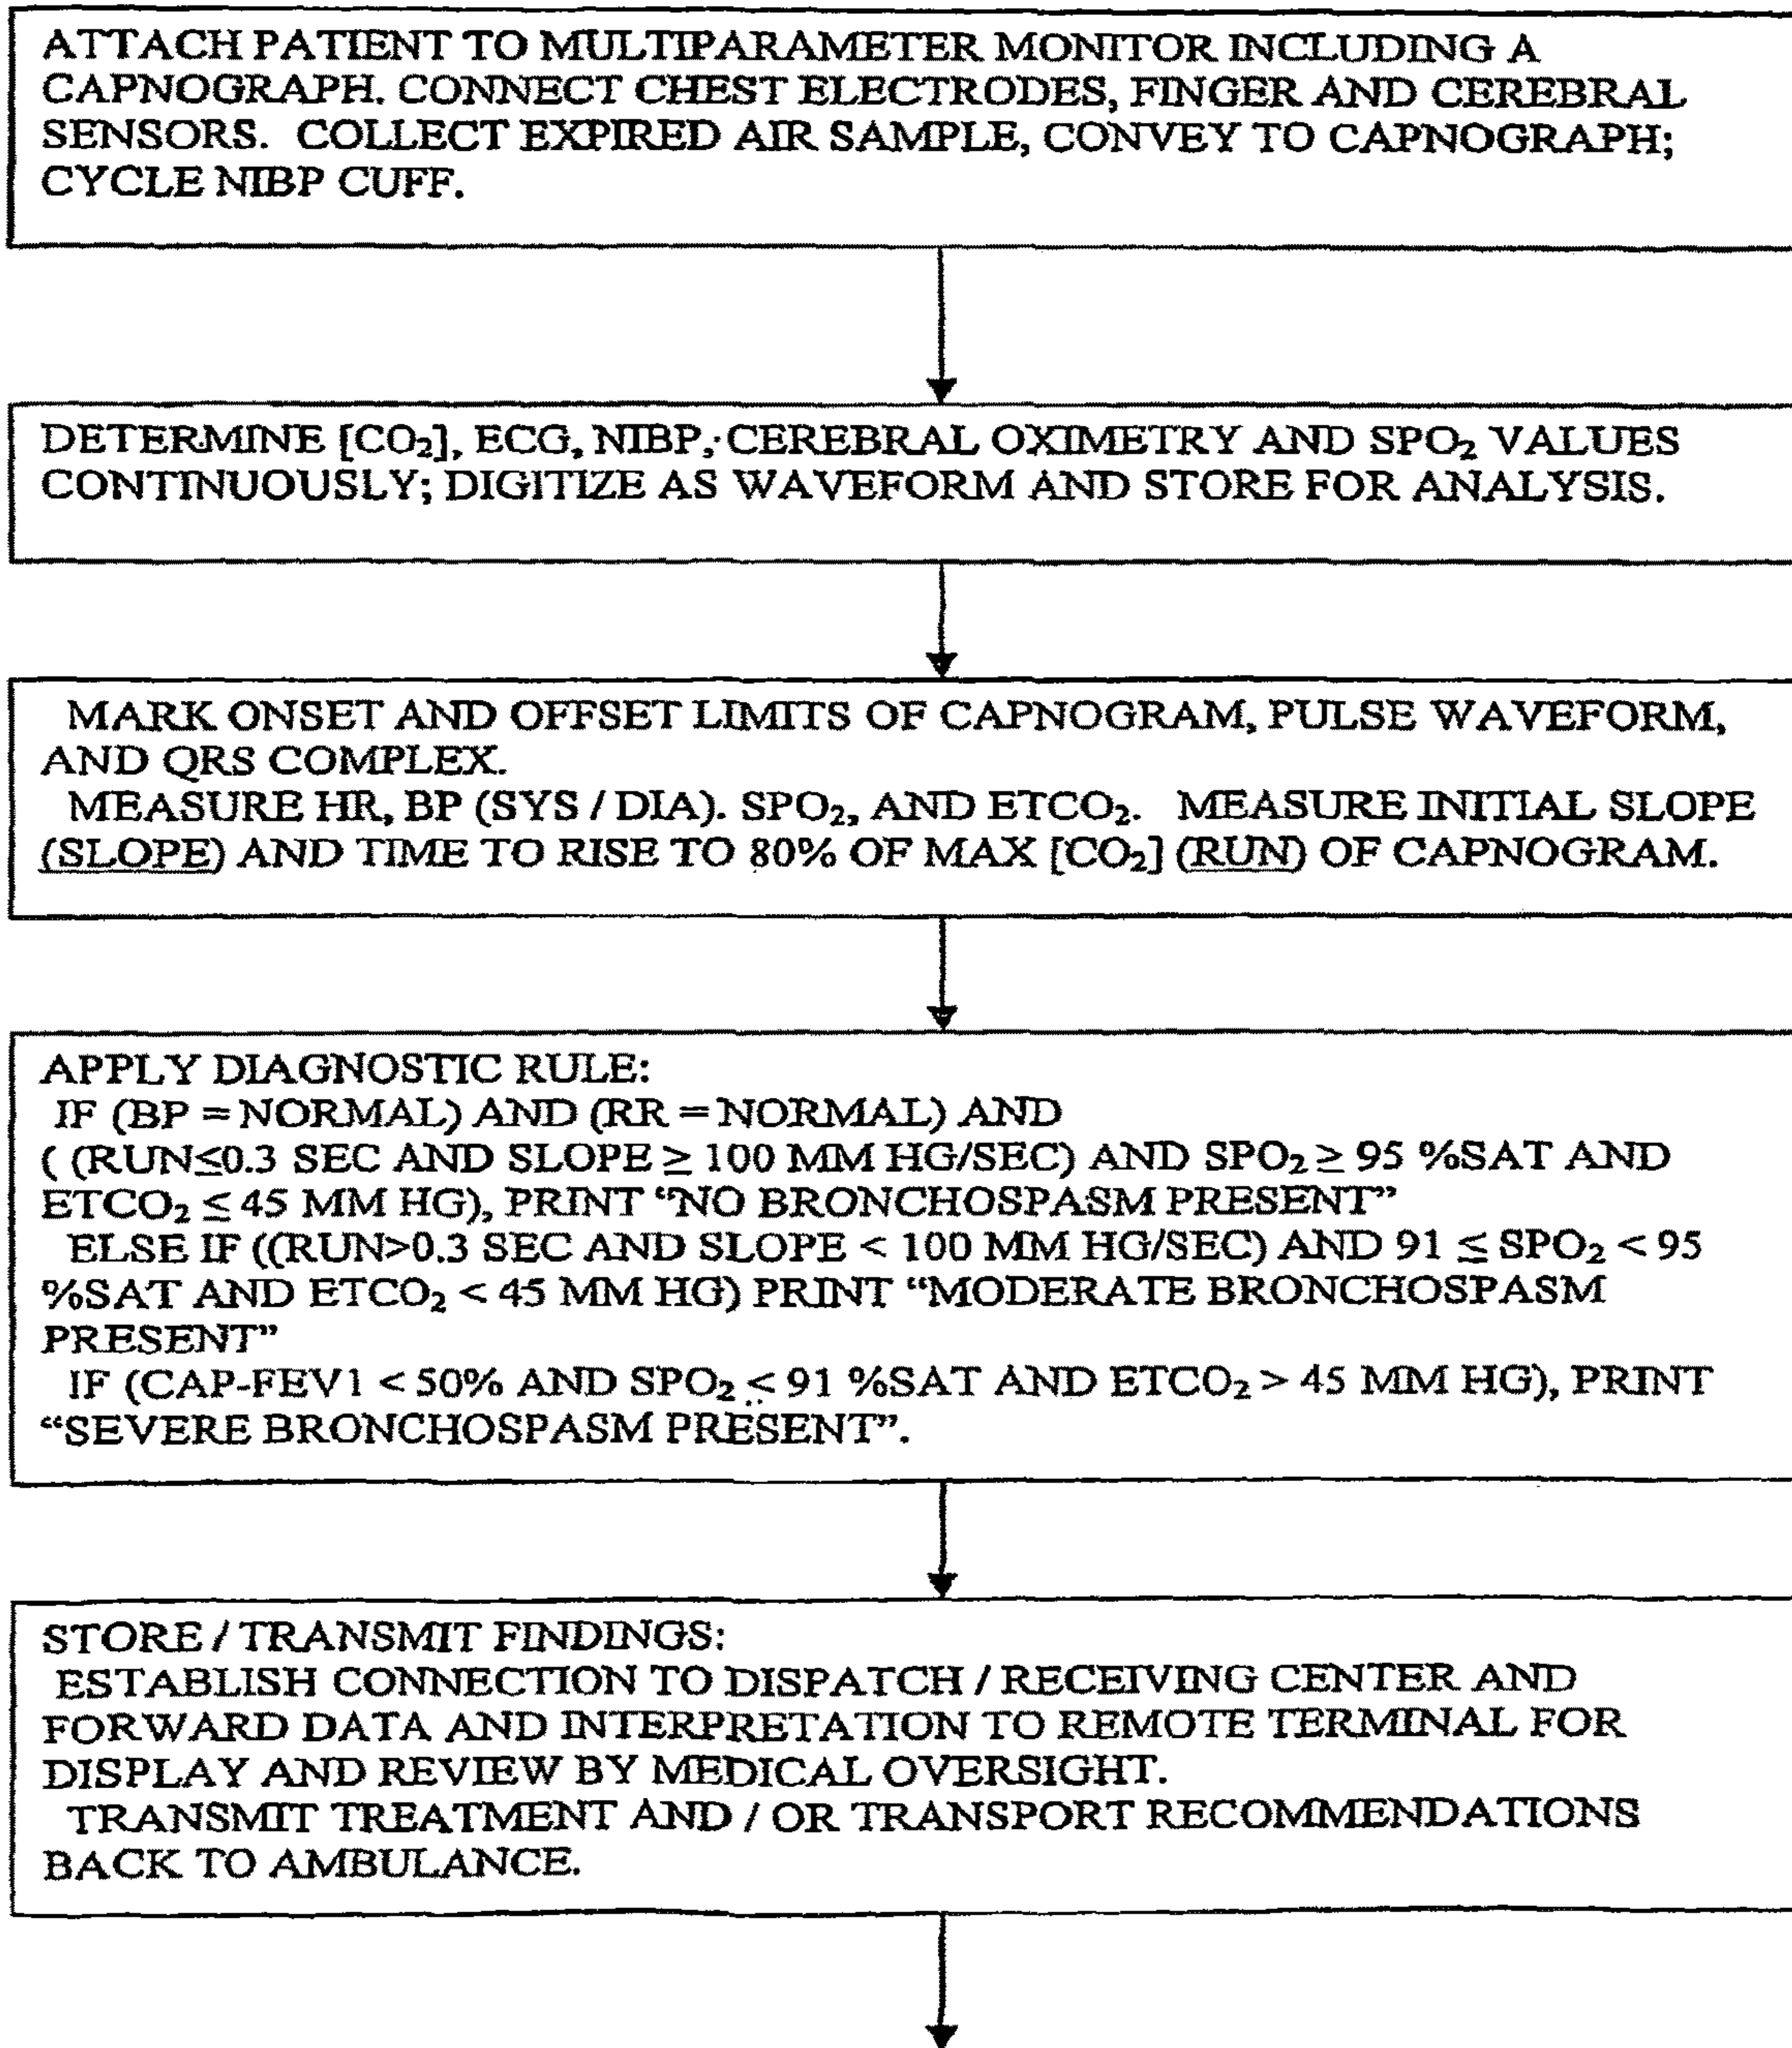 ATTACH PATIENT TO MULTIPARAMETER MONITOR INCLUDING A
CAPNOGRAPH. CONNECT CHEST ELECTRODES, FINGER AND CEREBRAL
SENSORS. COLLECT EXPIRED AIR SAMPLE, CONVEY TO CAPNOGRAPH;
CYCLE NIBP CUFF.
DETERMINE [CO₂], ECG, NIBP, CEREBRAL OXIMETRY AND SPO₂ VALUES
CONTINUOUSLY; DIGITIZE AS WAVEFORM AND STORE FOR ANALYSIS.
MARK ONSET AND OFFSET LIMITS OF CAPNOGRAM, PULSE WAVEFORM,
AND QRS COMPLEX.
MEASURE HR, BP (SYS / DIA). SPO₂, AND ETCO₂. MEASURE INITIAL SLOPE
(SLOPE) AND TIME TO RISE TO 80% OF MAX [CO₂] (RUN) OF CAPNOGRAM.
APPLY DIAGNOSTIC RULE:
IF (BP = NORMAL) AND (RR = NORMAL) AND
( (RUN≤0.3 SEC AND SLOPE ≥ 100 MM HG/SEC) AND SPO₂ ≥ 95 %SAT AND
ETCO₂ ≤ 45 MM HG), PRINT “NO BRONCHOSPASM PRESENT”
ELSE IF ((RUN>0.3 SEC AND SLOPE < 100 MM HG/SEC) AND 91 ≤ SPO₂ < 95
%SAT AND ETCO₂ < 45 MM HG) PRINT “MODERATE BRONCHOSPASM
PRESENT”
IF (CAP-FEV1 < 50% AND SPO₂ < 91 %SAT AND ETCO₂ > 45 MM HG), PRINT
“SEVERE BRONCHOSPASM PRESENT”.
STORE / TRANSMIT FINDINGS:
ESTABLISH CONNECTION TO DISPATCH / RECEIVING CENTER AND
FORWARD DATA AND INTERPRETATION TO REMOTE TERMINAL FOR
DISPLAY AND REVIEW BY MEDICAL OVERSIGHT.
TRANSMIT TREATMENT AND / OR TRANSPORT RECOMMENDATIONS
BACK TO AMBULANCE.